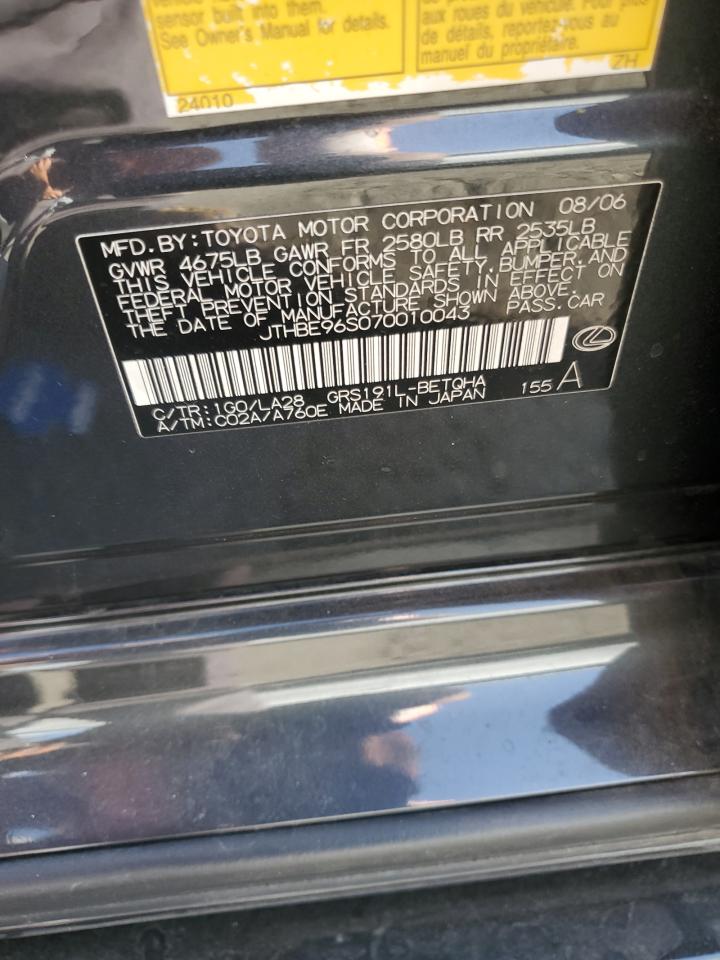 sensor built into them.
See Owner's Manual for details.
aux roues du véhicule. Pour plus
de détails, reportez-vous au
manuel du propriétaire.
24010
ZH
MFD.BY:TOYOTA MOTOR CORPORATION 08/06
GVWR 4675LB GAWR FR 2580LB RR 2535LB
THIS VEHICLE CONFORMS TO ALL APPLICABLE
FEDERAL MOTOR VEHICLE SAFETY,BUMPER,AND
THEFT PREVENTION STANDARDS IN EFFECT ON
THE DATE OF MANUFACTURE SHOWN ABOVE.
JTHBE96S070010043 PASS.CAR
C/TR:1G0/LA28 GRS191L-BETQHA
A/TM:C02A/A760E MADE IN JAPAN 155 A